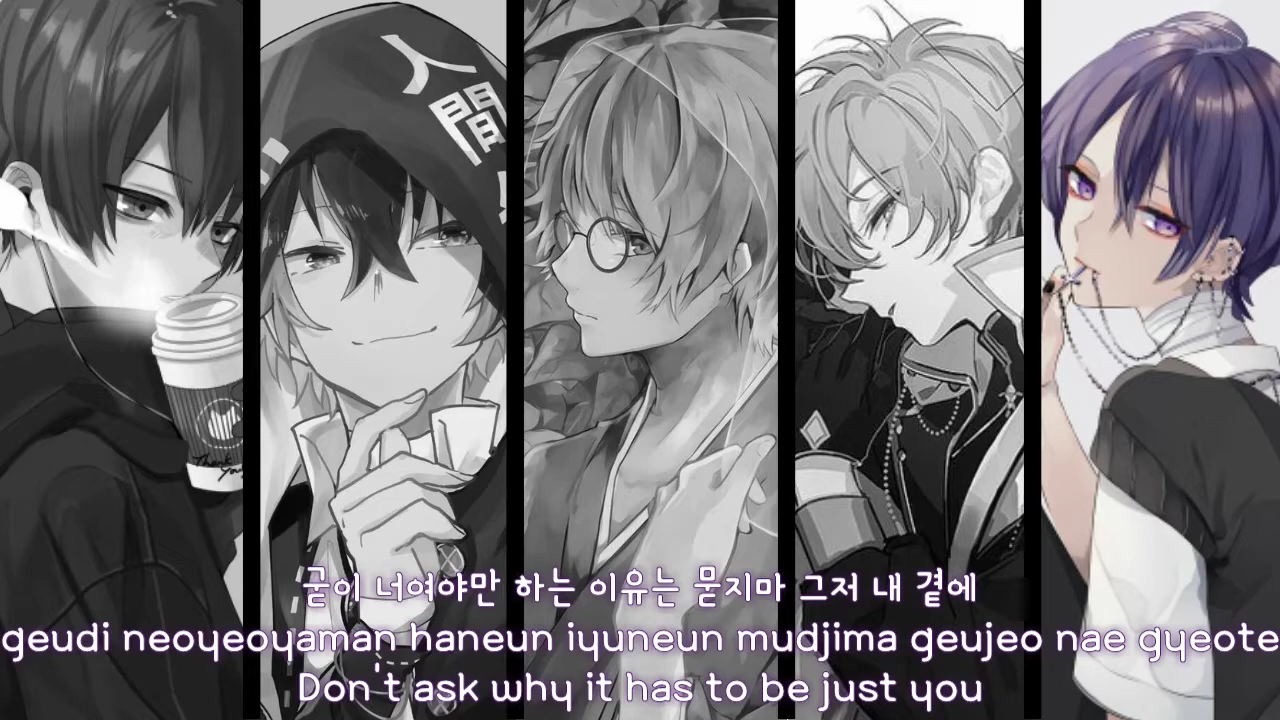 人間
Thank you
굳이 너여야만 하는 이유는 묻지마 그저 내 곁에
geudi neoyeoyaman haneun iyuneun mudjima geujeo nae gyeote
Don't ask why it has to be just you